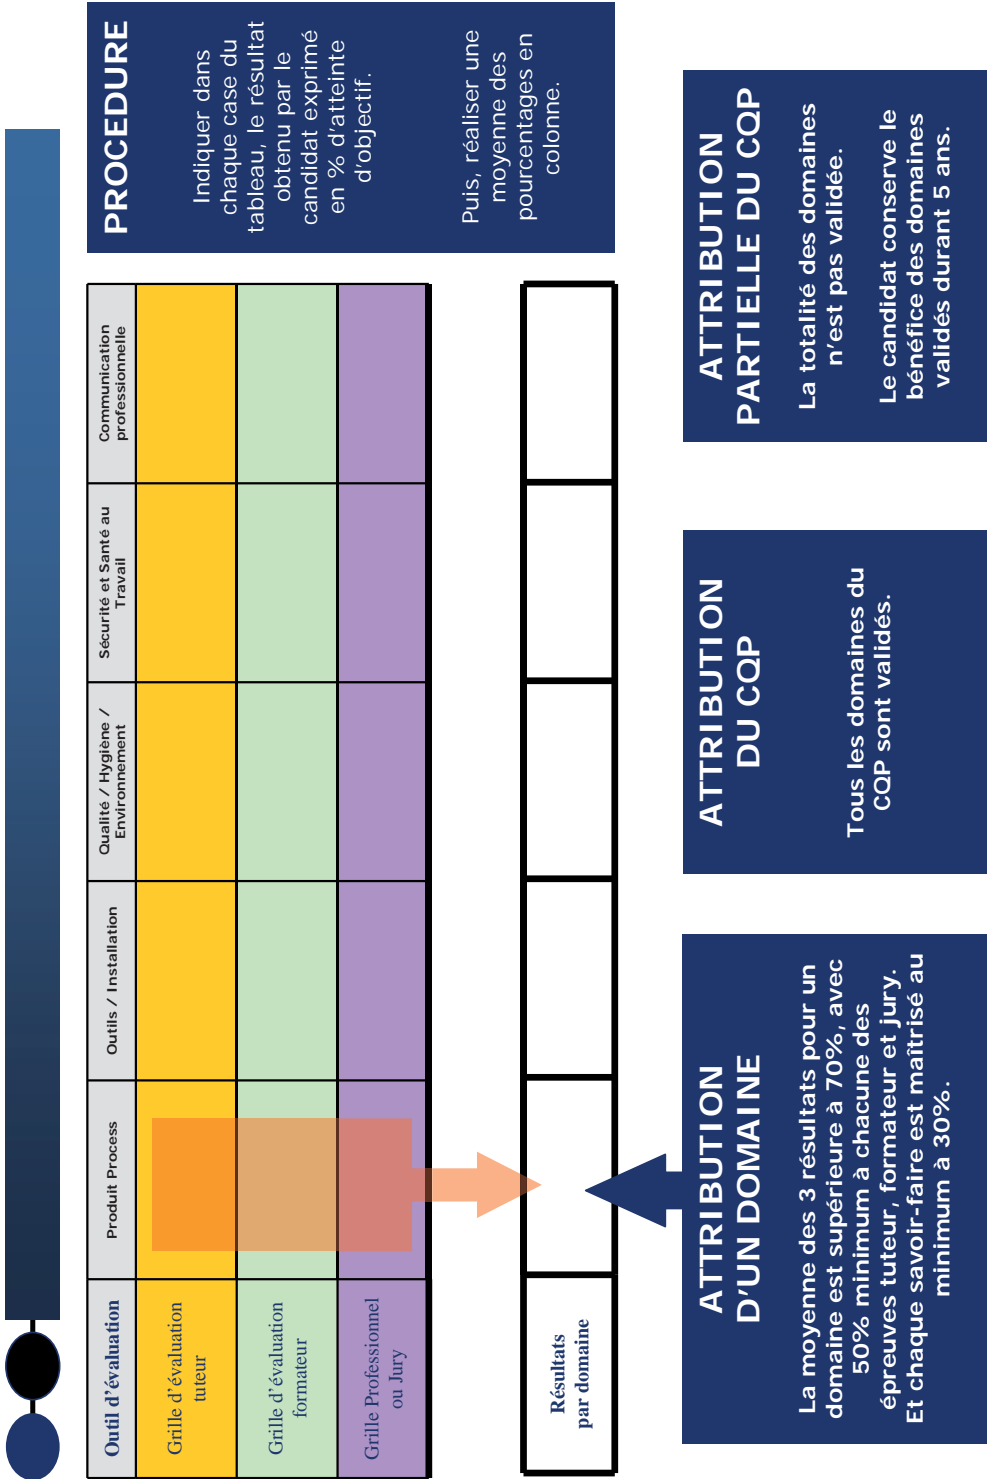 Outil d'évaluation
Produit Process
Outils / Installation
Qualité / Hygiène /
Environnement
Sécurité et Santé au
Travail
Communication
professionnelle
Grille d'évaluation
tuteur
Grille d'évaluation
formateur
Grille Professionnel
ou Jury
Résultats
par domaine
PROCEDURE
Indiquer dans
chaque case du
tableau, le résultat
obtenu par le
candidat exprimé
en % d'atteinte
d'objectif.
Puis, réaliser une
moyenne des
pourcentages en
colonne.
ATTRIBUTION
D'UN DOMAINE
La moyenne des 3 résultats pour un
domaine est supérieure à 70%, avec
50% minimum à chacune des
épreuves tuteur, formateur et jury.
Et chaque savoir-faire est maîtrisé au
minimum à 30%.
ATTRIBUTION
DU CQP
Tous les domaines du
CQP sont validés.
ATTRIBUTION
PARTIELLE DU CQP
La totalité des domaines
n'est pas validée.
Le candidat conserve le
bénéfice des domaines
validés durant 5 ans.